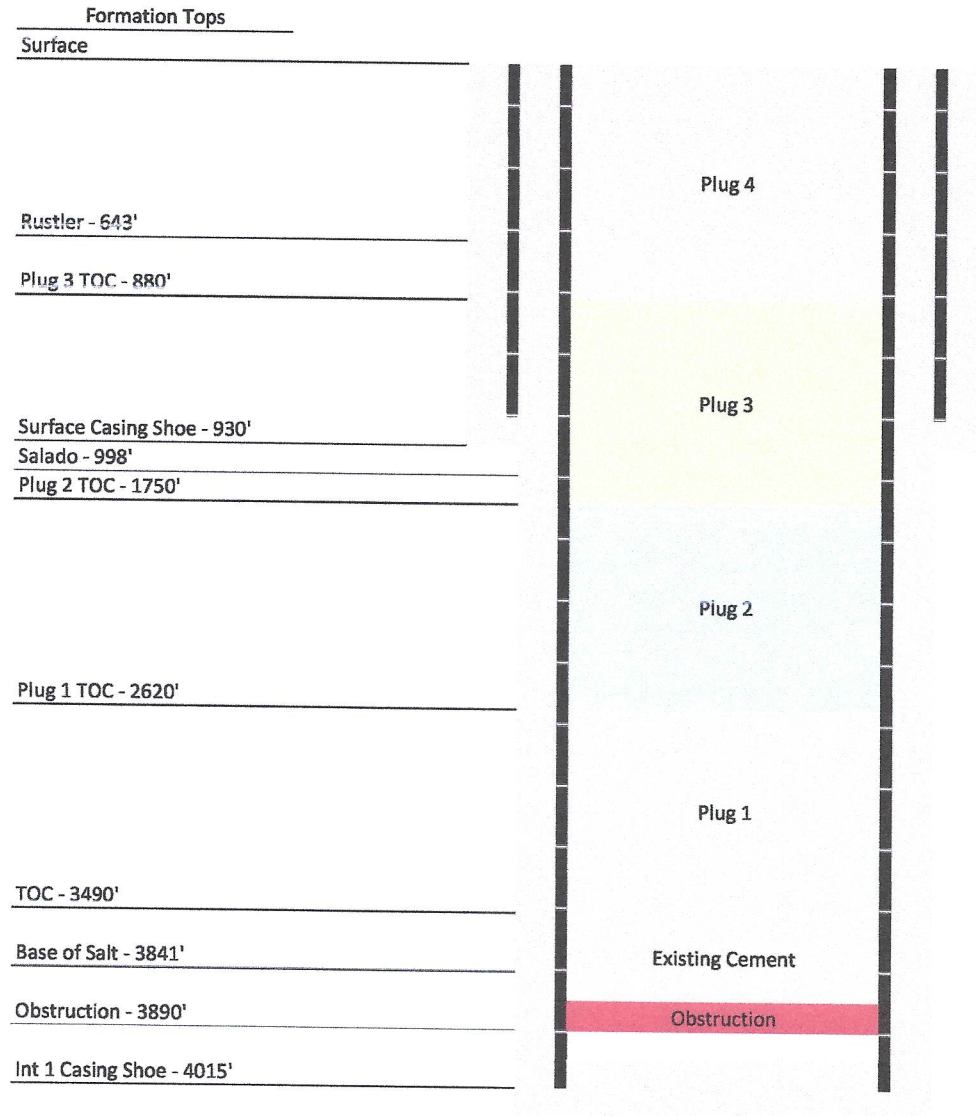 Formation Tops
Surface
Plug 4
Rustler - 643'
Plug 3 TOC - 880'
Plug 3
Surface Casing Shoe - 930'
Salado - 998'
Plug 2 TOC - 1750'
Plug 2
Plug 1 TOC - 2620'
Plug 1
TOC - 3490'
Base of Salt - 3841'
Existing Cement
Obstruction - 3890'
Obstruction
Int 1 Casing Shoe - 4015'